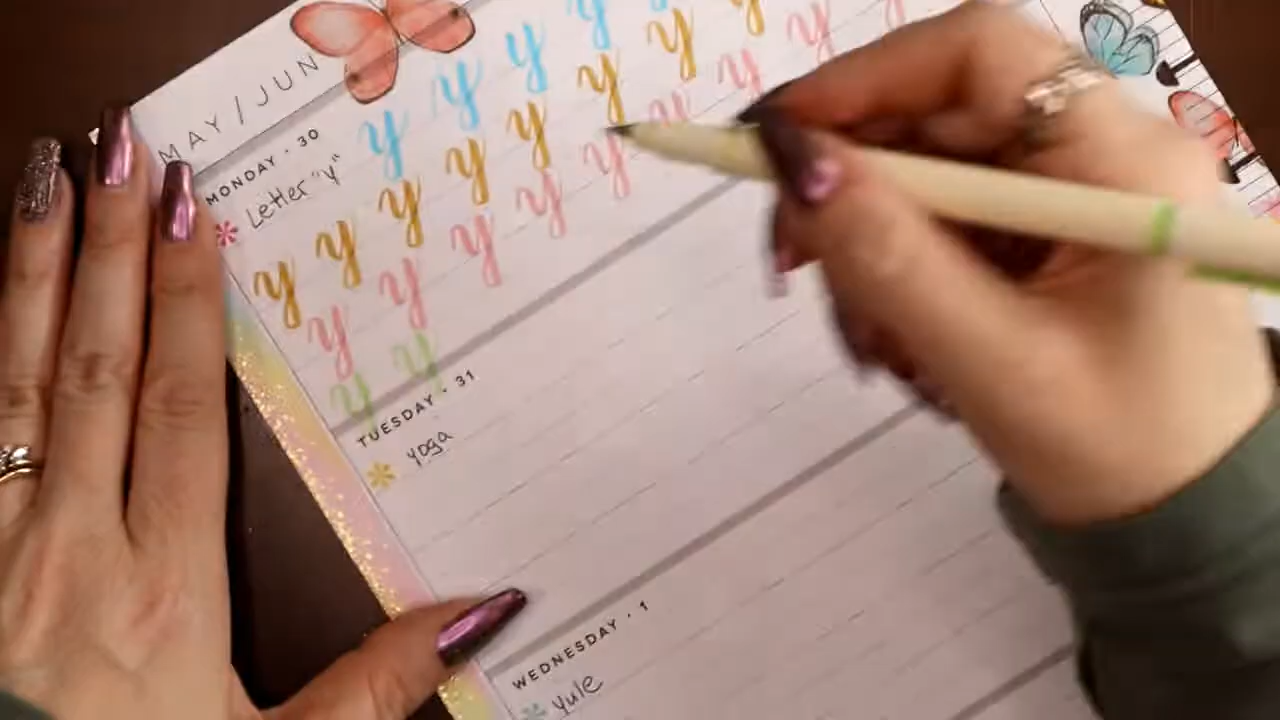 MAY/JUN
y y y y
MONDAY · 30
Letter "y"
y y y y y y y y
y y y y y y y y
y y
TUESDAY · 31
yoga
WEDNESDAY · 1
yule